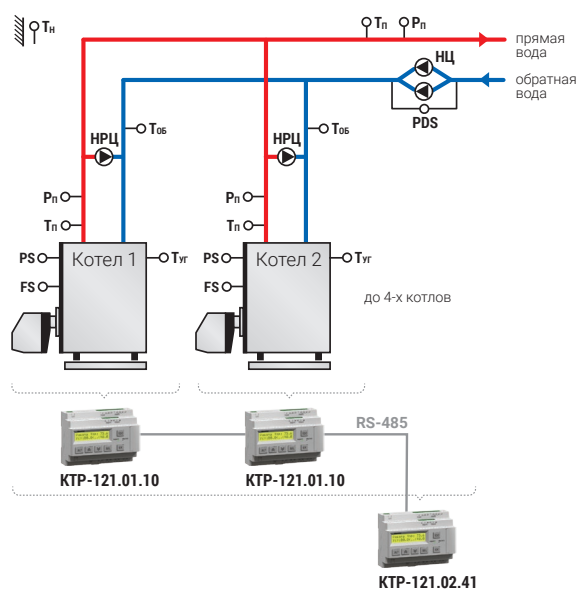 Тн
Тп
Рп
прямая
вода
НЦ
обратная
вода
PDS
НРЦ
Тоб
НРЦ
Тоб
Рп
Тп
Рп
Тп
PS
Котел 1
Туг
PS
Котел 2
Туг
FS
FS
до 4-х котлов
RS-485
КТР-121.01.10
КТР-121.01.10
КТР-121.02.41